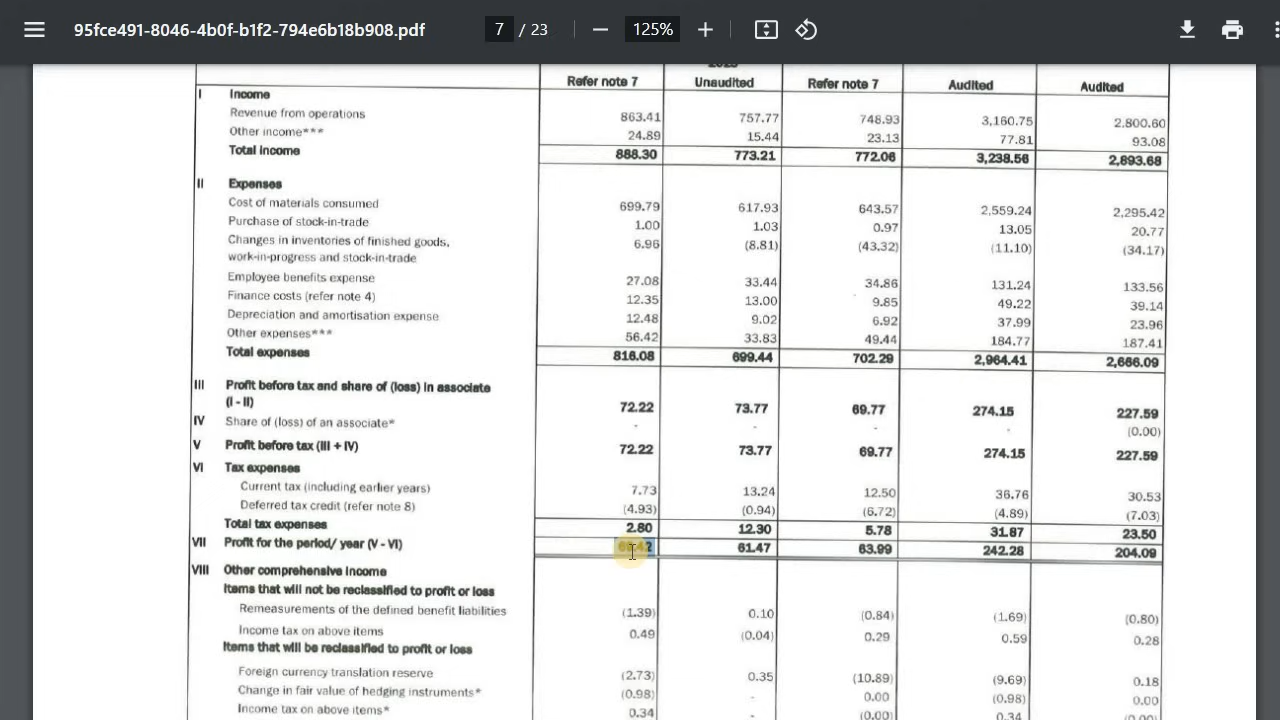 95fce491-8046-4b0f-b1f2-794e6b18b908.pdf 7 / 23 125%
Refer note 7 Unaudited Refer note 7 Audited Audited
I Income
Revenue from operations 863.41 757.77 748.93 3,160.75 2,800.60
Other income*** 24.89 15.44 23.13 77.81 93.08
Total income 888.30 773.21 772.06 3,238.56 2,893.68
II Expenses
Cost of materials consumed 699.79 617.93 643.57 2,559.24 2,295.42
Purchase of stock-in-trade 1.00 1.03 0.97 13.05 20.77
Changes in inventories of finished goods, 6.96 (8.81) (43.32) (11.10) (34.17)
work-in-progress and stock-in-trade
Employee benefits expense 27.08 33.44 34.86 131.24 133.56
Finance costs (refer note 4) 12.35 13.00 9.85 49.22 39.14
Depreciation and amortisation expense 12.48 9.02 6.92 37.99 23.96
Other expenses*** 56.42 33.83 49.44 184.77 187.41
Total expenses 816.08 699.44 702.29 2,964.41 2,666.09
III Profit before tax and share of (loss) in associate
(I - II) 72.22 73.77 69.77 274.15 227.59
IV Share of (loss) of an associate* - - - - (0.00)
V Profit before tax (III + IV) 72.22 73.77 69.77 274.15 227.59
VI Tax expenses
Current tax (including earlier years) 7.73 13.24 12.50 36.76 30.53
Deferred tax credit (refer note 8) (4.93) (0.94) (6.72) (4.89) (7.03)
Total tax expenses 2.80 12.30 5.78 31.87 23.50
VII Profit for the period/ year (V - VI) 61.47 63.99 242.28 204.09
VIII Other comprehensive income
Items that will not be reclassified to profit or loss
Remeasurements of the defined benefit liabilities (1.39) 0.10 (0.84) (1.69) (0.80)
Income tax on above items 0.49 (0.04) 0.29 0.59 0.28
Items that will be reclassified to profit or loss
Foreign currency translation reserve (2.73) 0.35 (10.89) (9.69) 0.18
Change in fair value of hedging instruments* (0.98) - 0.00 (0.98) 0.00
Income tax on above items* 0.34 - (0.00) 0.34 (0.00)